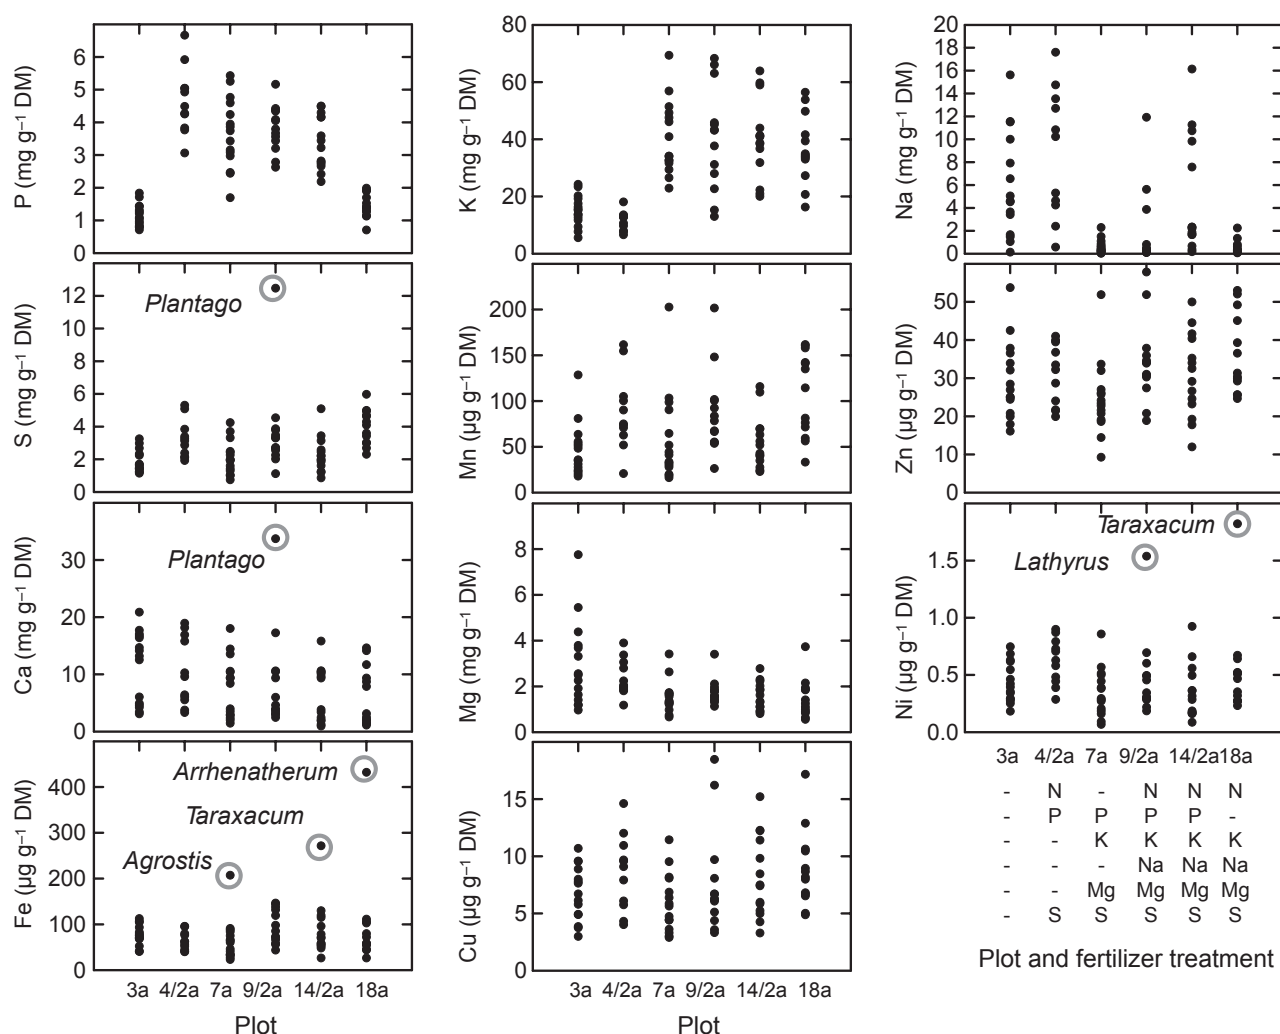 P (mg g⁻¹ DM)
6
5
4
3
2
1
0
K (mg g⁻¹ DM)
80
60
40
20
0
Na (mg g⁻¹ DM)
20
18
16
14
12
10
8
6
4
2
0
S (mg g⁻¹ DM)
12
10
8
6
4
2
0
Plantago
Mn (µg g⁻¹ DM)
200
150
100
50
0
Zn (µg g⁻¹ DM)
50
40
30
20
10
0
Ca (mg g⁻¹ DM)
30
20
10
0
Plantago
Mg (mg g⁻¹ DM)
8
6
4
2
0
Ni (µg g⁻¹ DM)
1.5
1.0
0.5
0.0
Taraxacum
Lathyrus
Fe (µg g⁻¹ DM)
400
300
200
100
0
Arrhenatherum
Taraxacum
Agrostis
3a 4/2a 7a 9/2a 14/2a 18a
Plot
Cu (µg g⁻¹ DM)
15
10
5
0
3a 4/2a 7a 9/2a 14/2a 18a
Plot
3a 4/2a 7a 9/2a 14/2a 18a
- N - N N N
- P P P P -
- - K K K K
- - - Na Na Na
- - Mg Mg Mg Mg
- S S S S S
Plot and fertilizer treatment